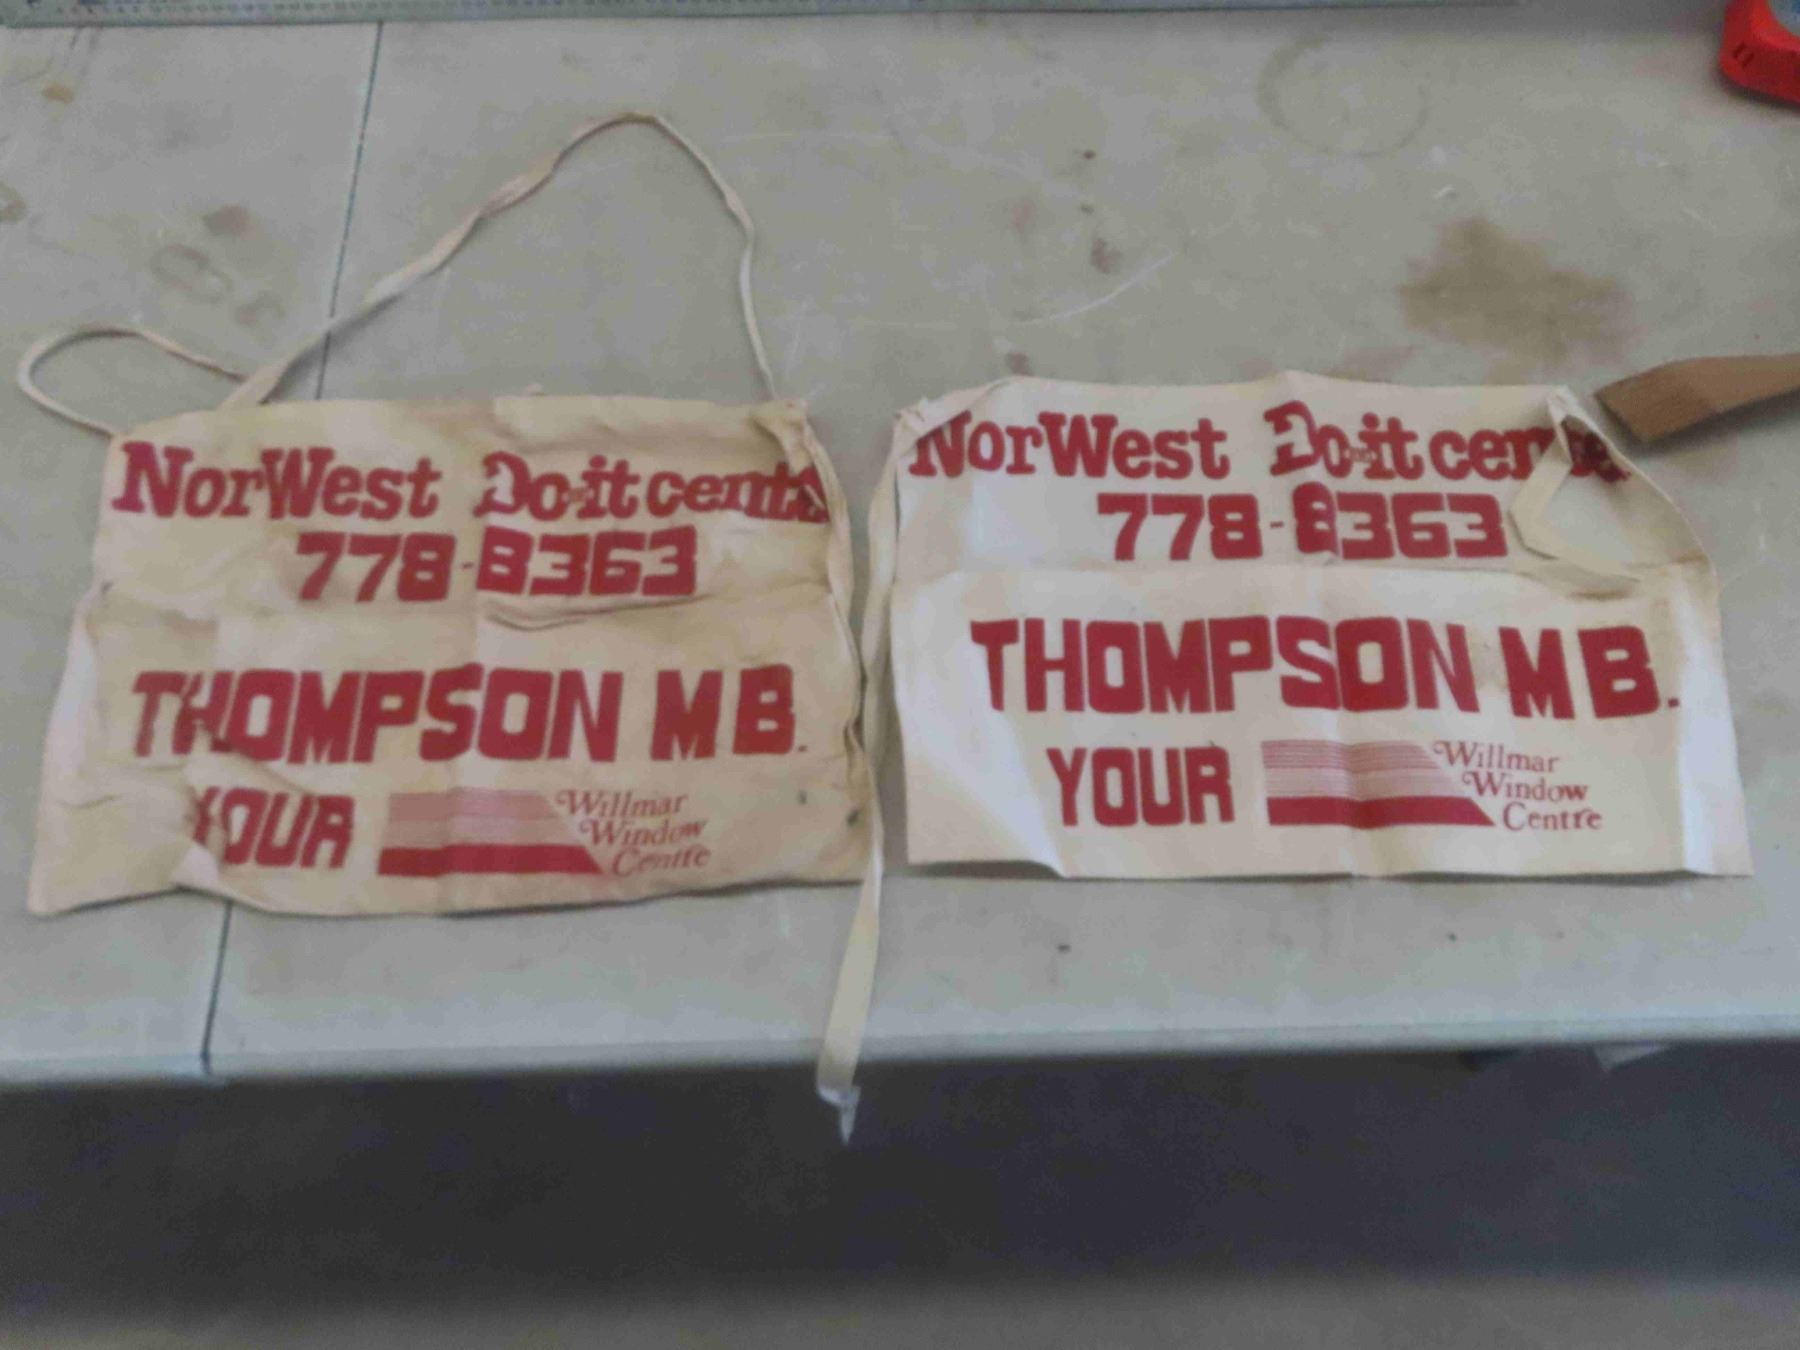 NorWest Do-it centre
778-8363
THOMPSON MB.
YOUR
Willmar
Window
Centre
NorWest Do-it centre
778-8363
THOMPSON MB.
YOUR
Willmar
Window
Centre